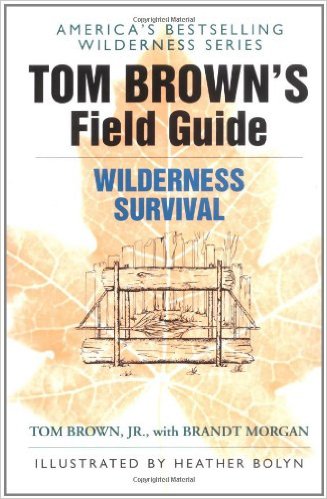 AMERICA'S BESTSELLING
WILDERNESS SERIES
TOM BROWN'S
Field Guide
WILDERNESS
SURVIVAL
TOM BROWN, JR., with BRANDT MORGAN
ILLUSTRATED BY HEATHER BOLYN